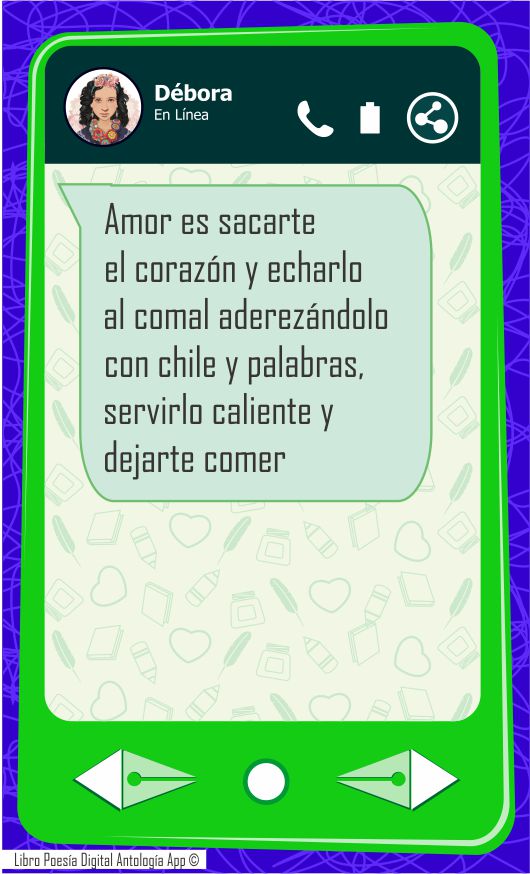 Débora
En Línea
Amor es sacarte
el corazón y echarlo
al comal aderezándolo
con chile y palabras,
servirlo caliente y
dejarte comer
Libro Poesía Digital Antología App ©